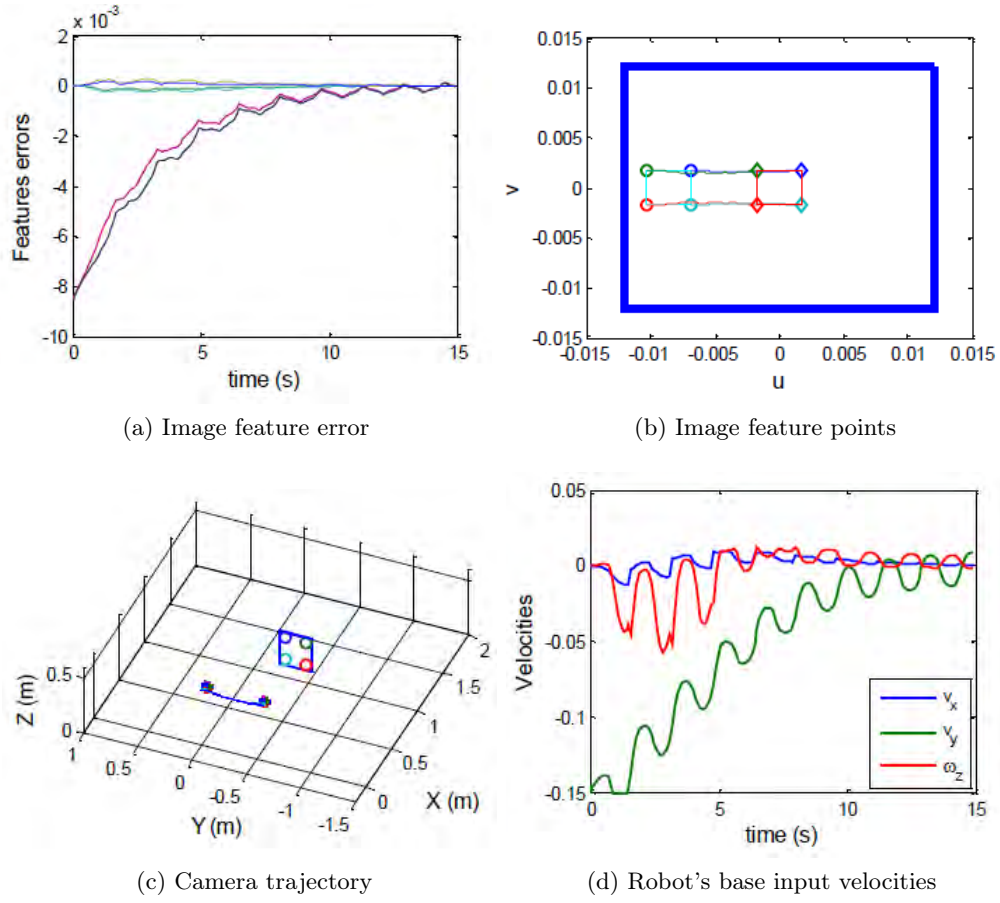 × 10⁻³
2
0
-2
-4
-6
-8
-10
0 5 10 15
Features errors
time (s)
(a) Image feature error
0.015
0.01
0.005
0
-0.005
-0.01
-0.015
-0.015 -0.01 -0.005 0 0.005 0.01 0.015
v
u
(b) Image feature points
0.5
0
Z (m)
1 0.5 0 -0.5 -1 -1.5
Y (m)
0 0.5 1 1.5 2
X (m)
(c) Camera trajectory
0.05
0
-0.05
-0.1
-0.15
0 5 10 15
Velocities
time (s)
v_x
v_y
ω_z
(d) Robot's base input velocities